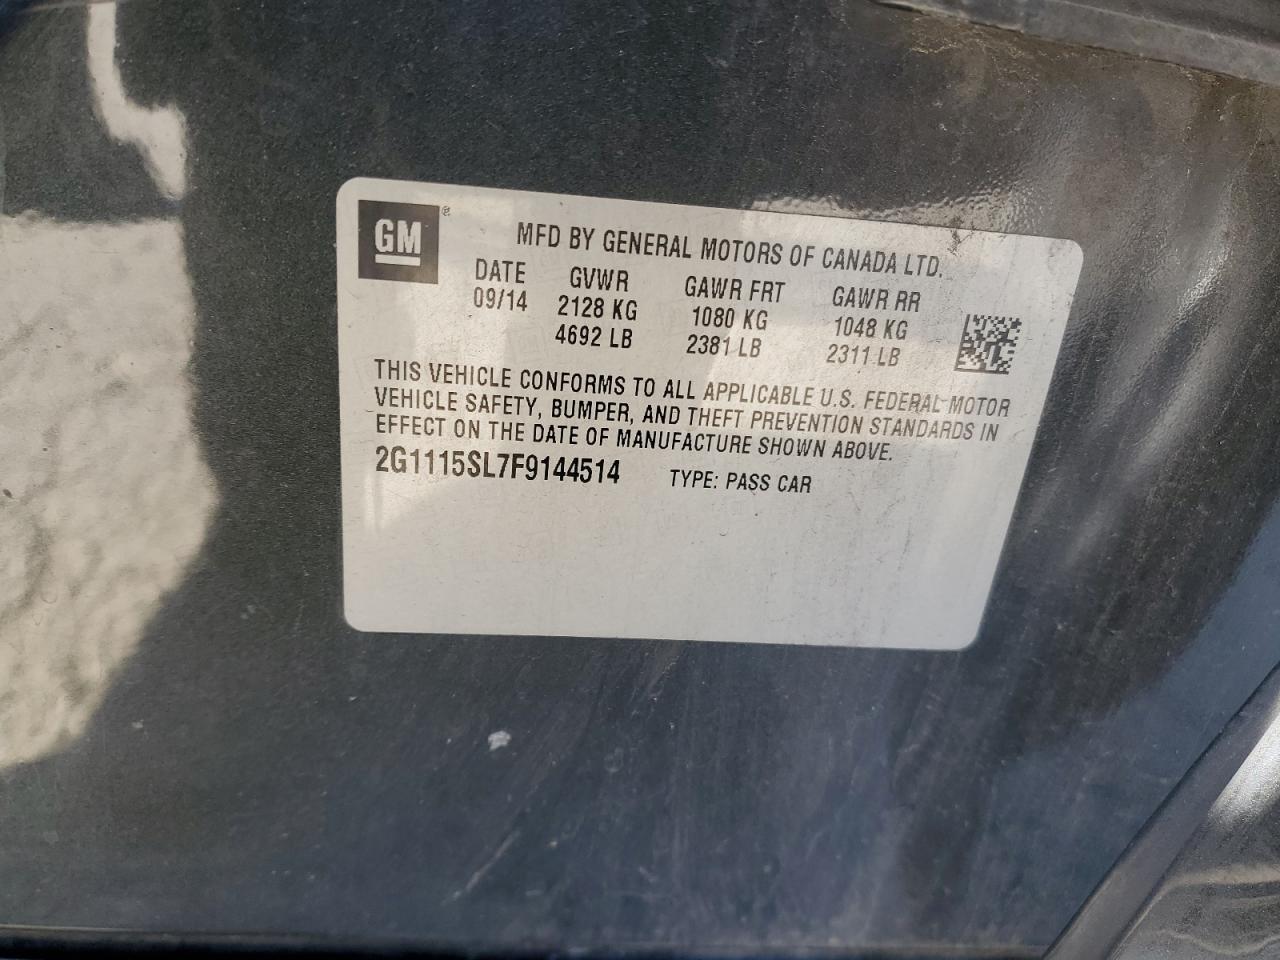 GM®
MFD BY GENERAL MOTORS OF CANADA LTD.
DATE GVWR GAWR FRT GAWR RR
09/14 2128 KG 1080 KG 1048 KG
4692 LB 2381 LB 2311 LB
THIS VEHICLE CONFORMS TO ALL APPLICABLE U.S. FEDERAL MOTOR
VEHICLE SAFETY, BUMPER, AND THEFT PREVENTION STANDARDS IN
EFFECT ON THE DATE OF MANUFACTURE SHOWN ABOVE.
2G1115SL7F9144514 TYPE: PASS CAR